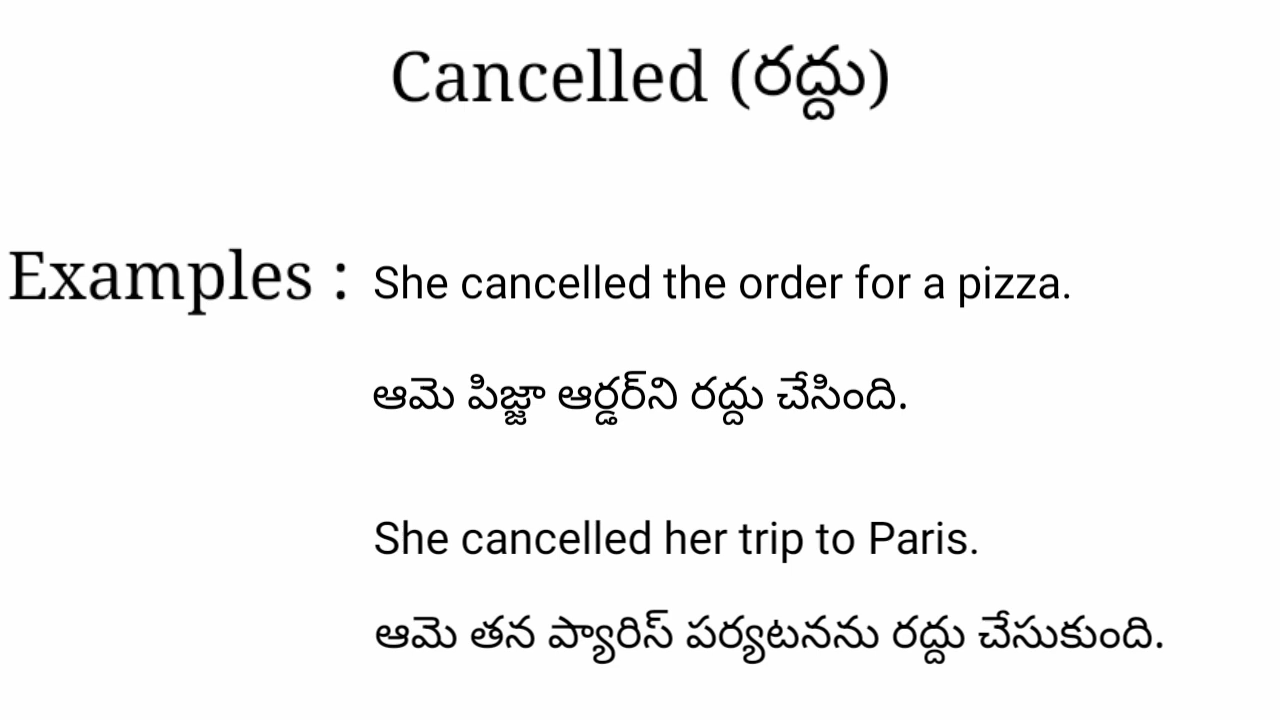 Cancelled (రద్దు)
Examples : She cancelled the order for a pizza.
ఆమె పిజ్జా ఆర్డర్‌ని రద్దు చేసింది.
She cancelled her trip to Paris.
ఆమె తన ప్యారిస్ పర్యటనను రద్దు చేసుకుంది.